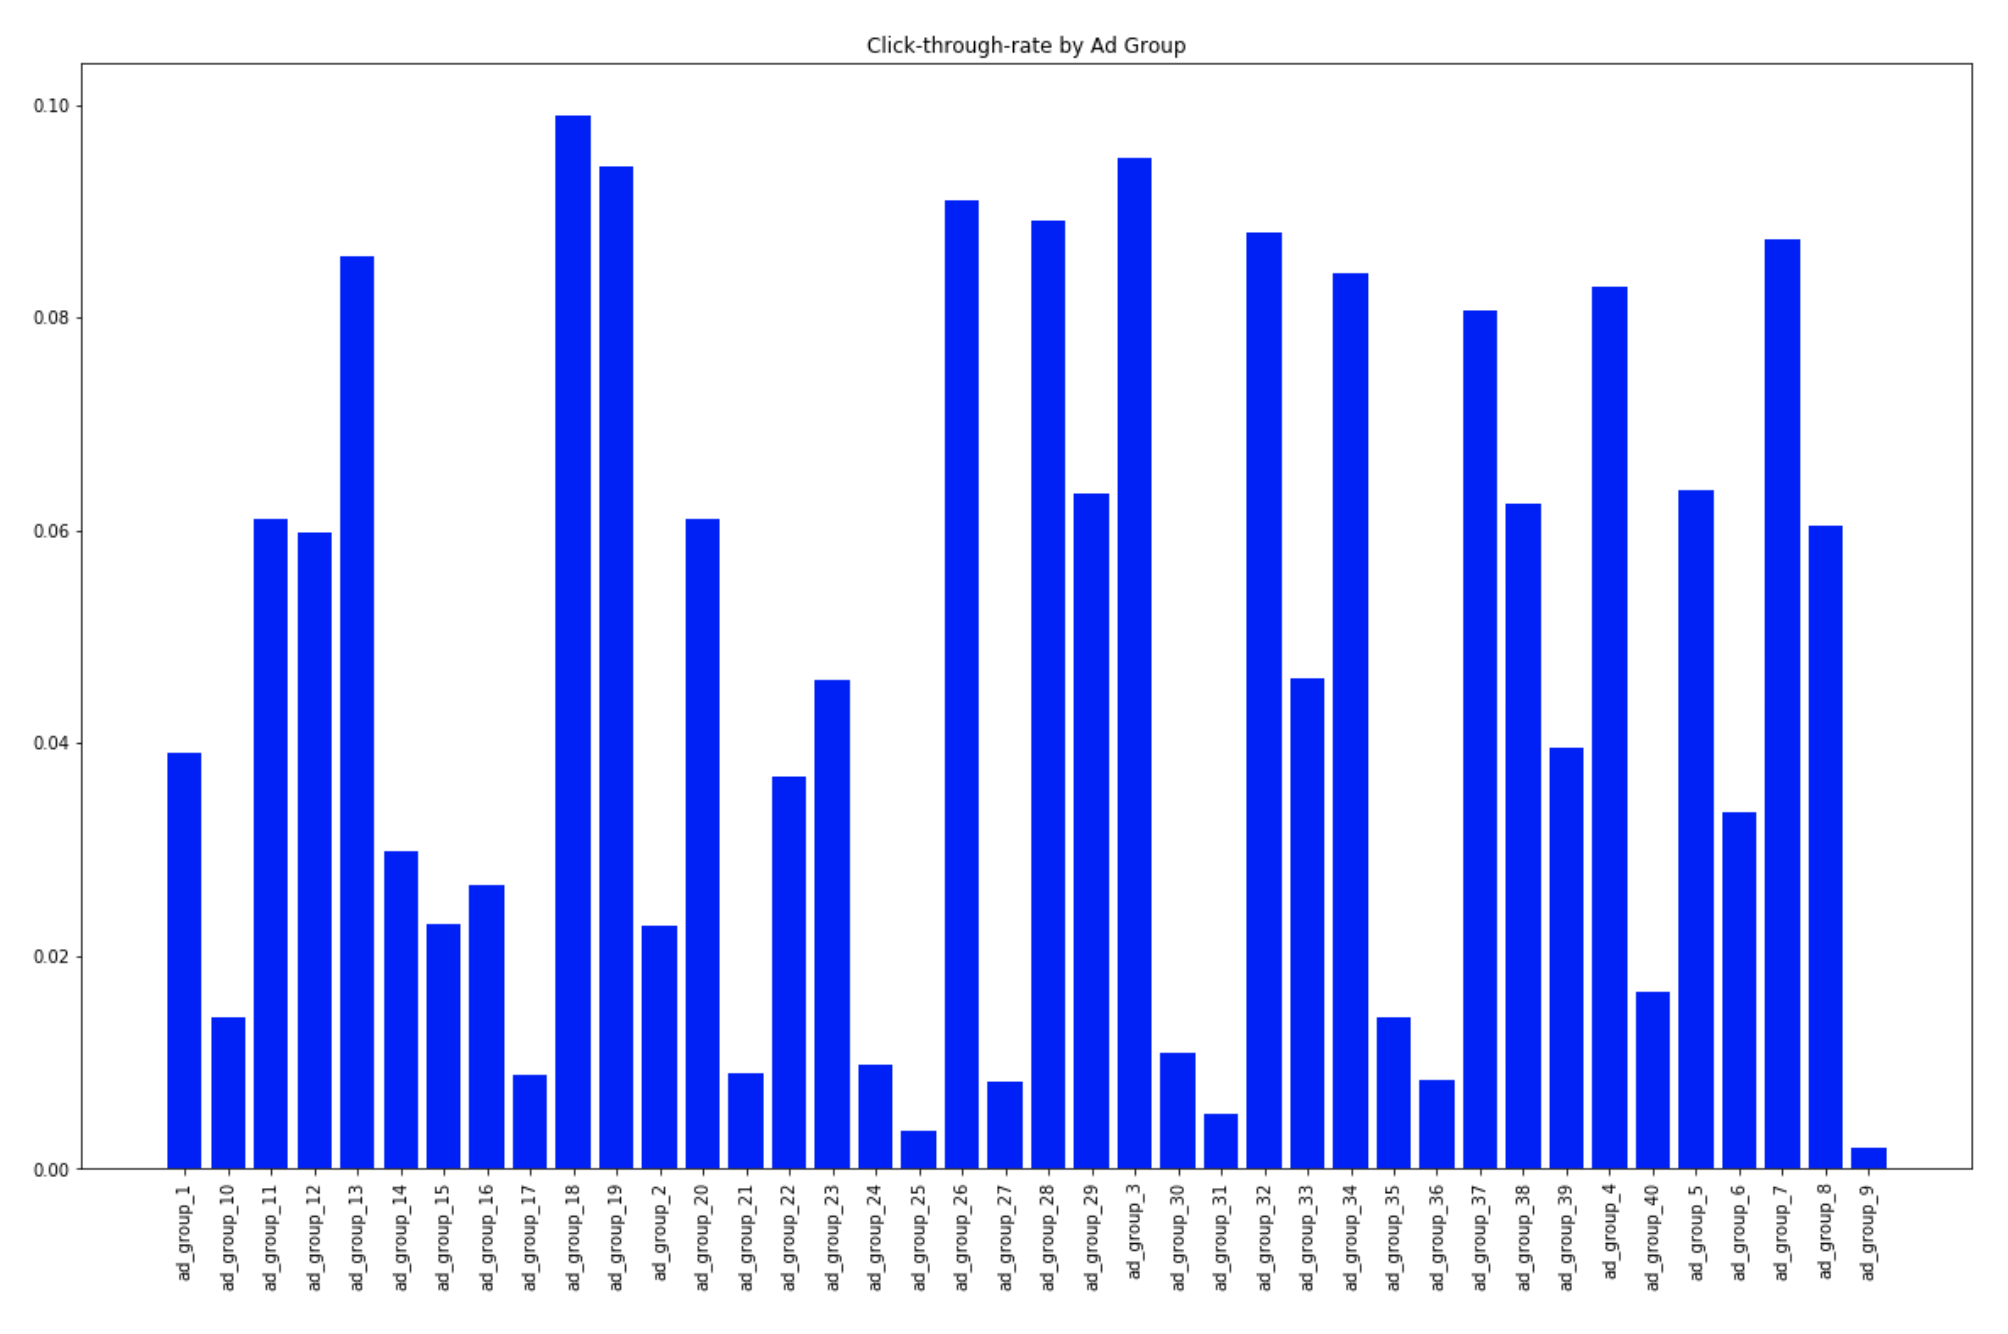 Click-through-rate by Ad Group
0.10
0.08
0.06
0.04
0.02
0.00
ad_group_1
ad_group_10
ad_group_11
ad_group_12
ad_group_13
ad_group_14
ad_group_15
ad_group_16
ad_group_17
ad_group_18
ad_group_19
ad_group_2
ad_group_20
ad_group_21
ad_group_22
ad_group_23
ad_group_24
ad_group_25
ad_group_26
ad_group_27
ad_group_28
ad_group_29
ad_group_3
ad_group_30
ad_group_31
ad_group_32
ad_group_33
ad_group_34
ad_group_35
ad_group_36
ad_group_37
ad_group_38
ad_group_39
ad_group_4
ad_group_40
ad_group_5
ad_group_6
ad_group_7
ad_group_8
ad_group_9